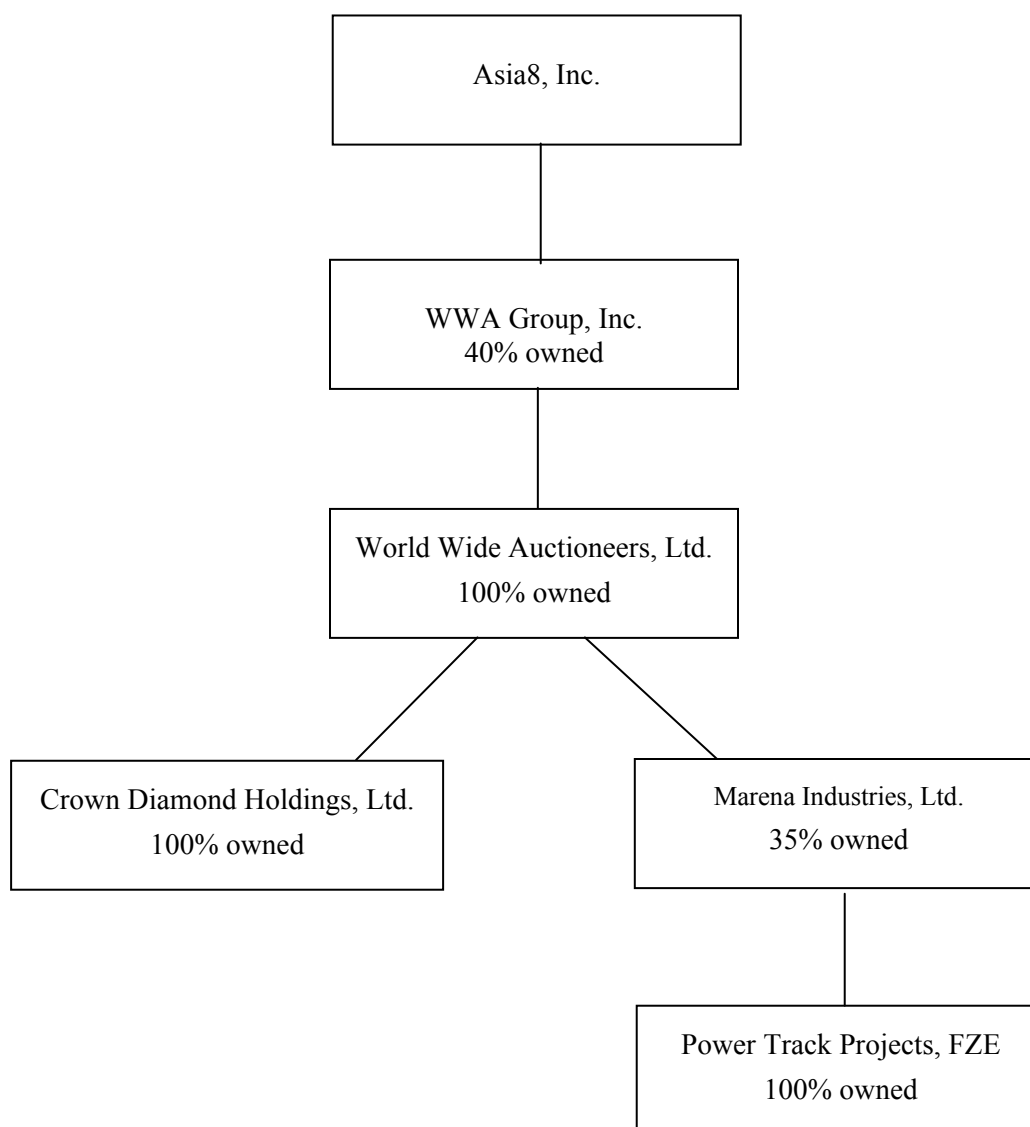 Asia8, Inc.
WWA Group, Inc.
40% owned
World Wide Auctioneers, Ltd.
100% owned
Crown Diamond Holdings, Ltd.
100% owned
Marena Industries, Ltd.
35% owned
Power Track Projects, FZE
100% owned